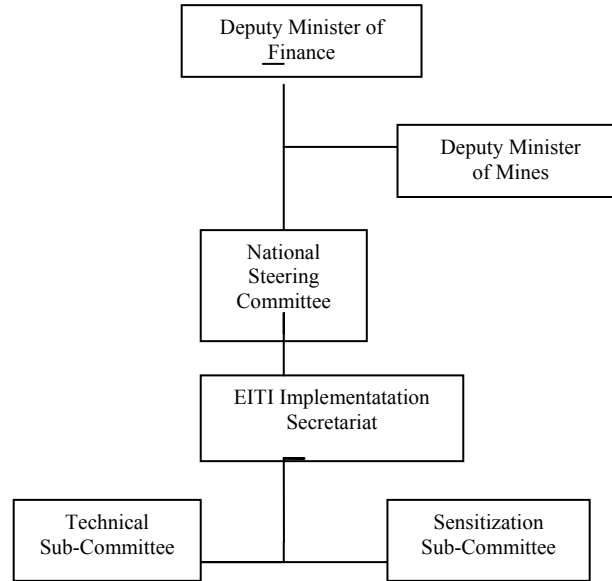 Deputy Minister of
Finance
Deputy Minister
of Mines
National
Steering
Committee
EITI Implementatation
Secretariat
Technical
Sub-Committee
Sensitization
Sub-Committee